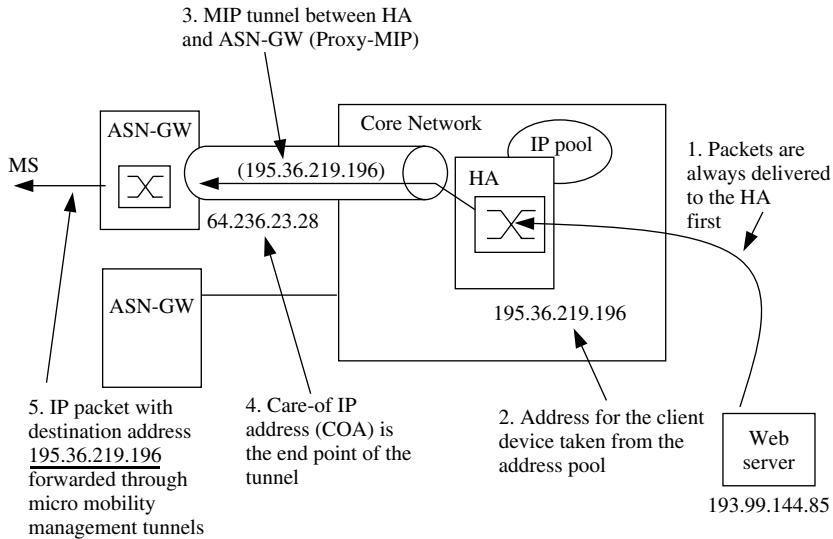 3. MIP tunnel between HA
and ASN-GW (Proxy-MIP)
ASN-GW
Core Network
IP pool
1. Packets are
always delivered
to the HA
first
MS
(195.36.219.196)
HA
64.236.23.28
ASN-GW
195.36.219.196
5. IP packet with
destination address
195.36.219.196
forwarded through
micro mobility
management tunnels
4. Care-of IP
address (COA) is
the end point of the
tunnel
2. Address for the client
device taken from the
address pool
Web
server
193.99.144.85